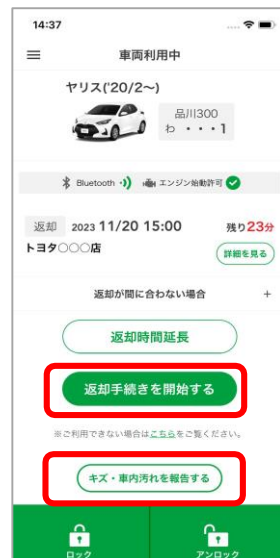 14:37
車両利用中
ヤリス('20/2〜)
品川300
わ ・・・1
Bluetooth エンジン始動許可
返却 2023 11/20 15:00 残り23分
トヨタ〇〇〇店 詳細を見る
返却が間に合わない場合 +
返却時間延長
返却手続きを開始する
※ご利用できない場合はこちらをご覧ください。
キズ・車内汚れを報告する
ロック アンロック